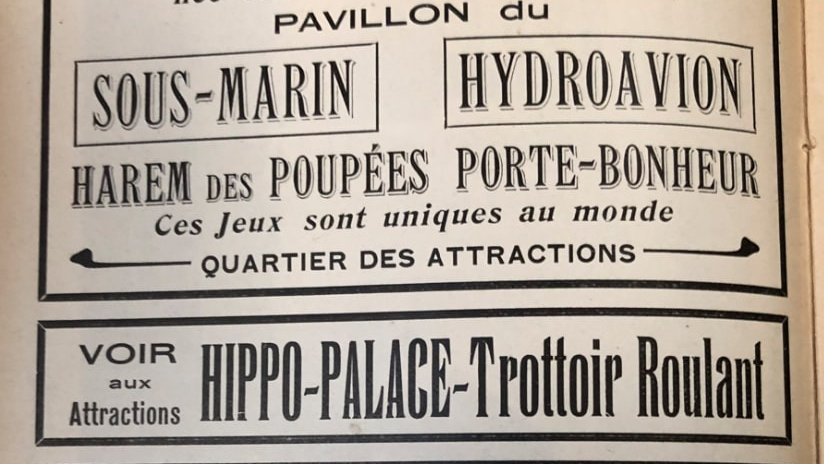 PAVILLON du
SOUS-MARIN HYDROAVION
HAREM DES POUPÉES PORTE-BONHEUR
Ces Jeux sont uniques au monde
QUARTIER DES ATTRACTIONS
VOIR
aux
Attractions
HIPPO-PALACE-Trottoir Roulant